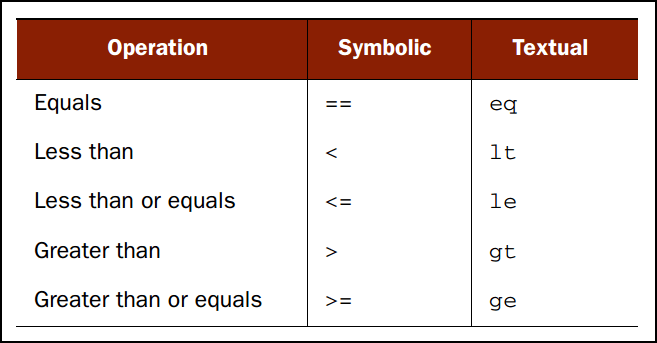 Operation Symbolic Textual
Equals == eq
Less than < lt
Less than or equals <= le
Greater than > gt
Greater than or equals >= ge